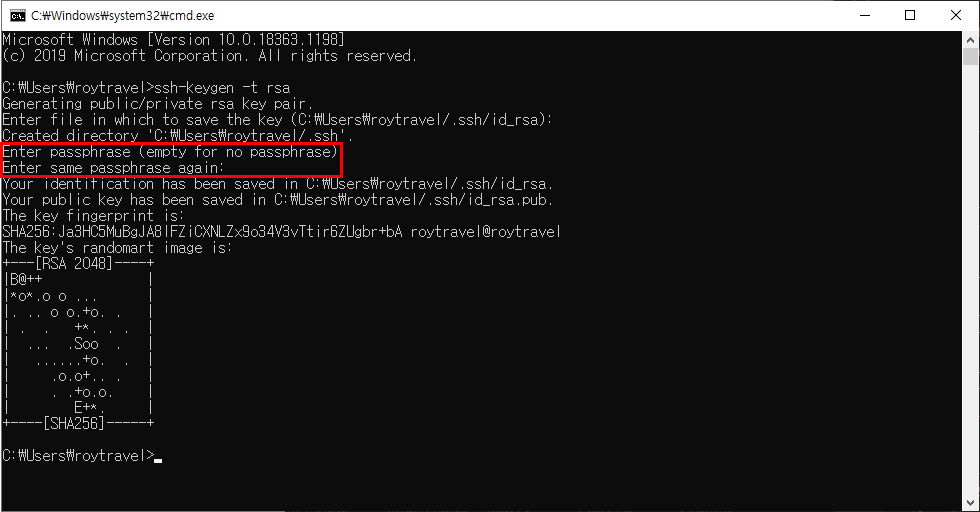 C:₩Windows₩system32₩cmd.exe
Microsoft Windows [Version 10.0.18363.1198]
(c) 2019 Microsoft Corporation. All rights reserved.
C:₩Users₩roytravel>ssh-keygen -t rsa
Generating public/private rsa key pair.
Enter file in which to save the key (C:₩Users₩roytravel/.ssh/id_rsa):
Created directory 'C:₩Users₩roytravel/.ssh'.
Enter passphrase (empty for no passphrase)
Enter same passphrase again:
Your identification has been saved in C:₩Users₩roytravel/.ssh/id_rsa.
Your public key has been saved in C:₩Users₩roytravel/.ssh/id_rsa.pub.
The key fingerprint is:
SHA256:Ja3HC5MuBgJA8lFZiCXNLZx9o34V3vTtir6ZUgbr+bA roytravel@roytravel
The key's randomart image is:
+---[RSA 2048]----+
|B@++             |
|*o*.o o ...      |
|. .. o o.+o. .   |
| .  .   +*. . .  |
|  ...  .Soo  .   |
|   ......+o.  .  |
|     .o.o+.. .   |
|     . .+o.o.    |
|        E+*.     |
+----[SHA256]-----+
C:₩Users₩roytravel>